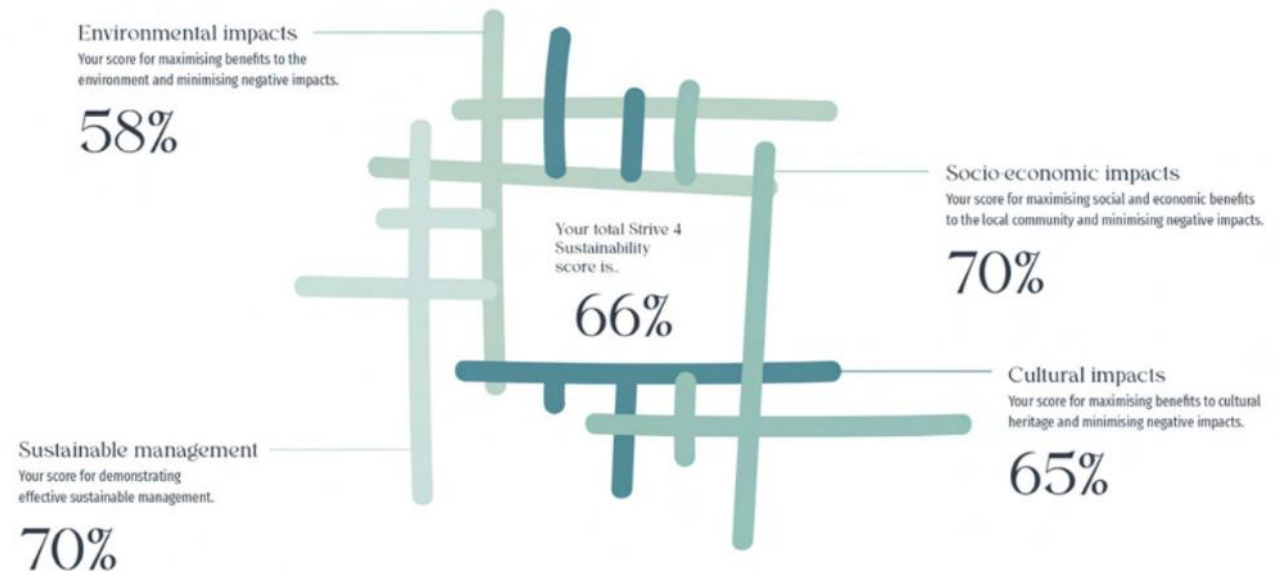 Environmental impacts
Your score for maximising benefits to the
environment and minimising negative impacts.
58%
Socio-economic impacts
Your score for maximising social and economic benefits
to the local community and minimising negative impacts.
70%
Your total Strive 4
Sustainability
score is..
66%
Cultural impacts
Your score for maximising benefits to cultural
heritage and minimising negative impacts.
65%
Sustainable management
Your score for demonstrating
effective sustainable management.
70%